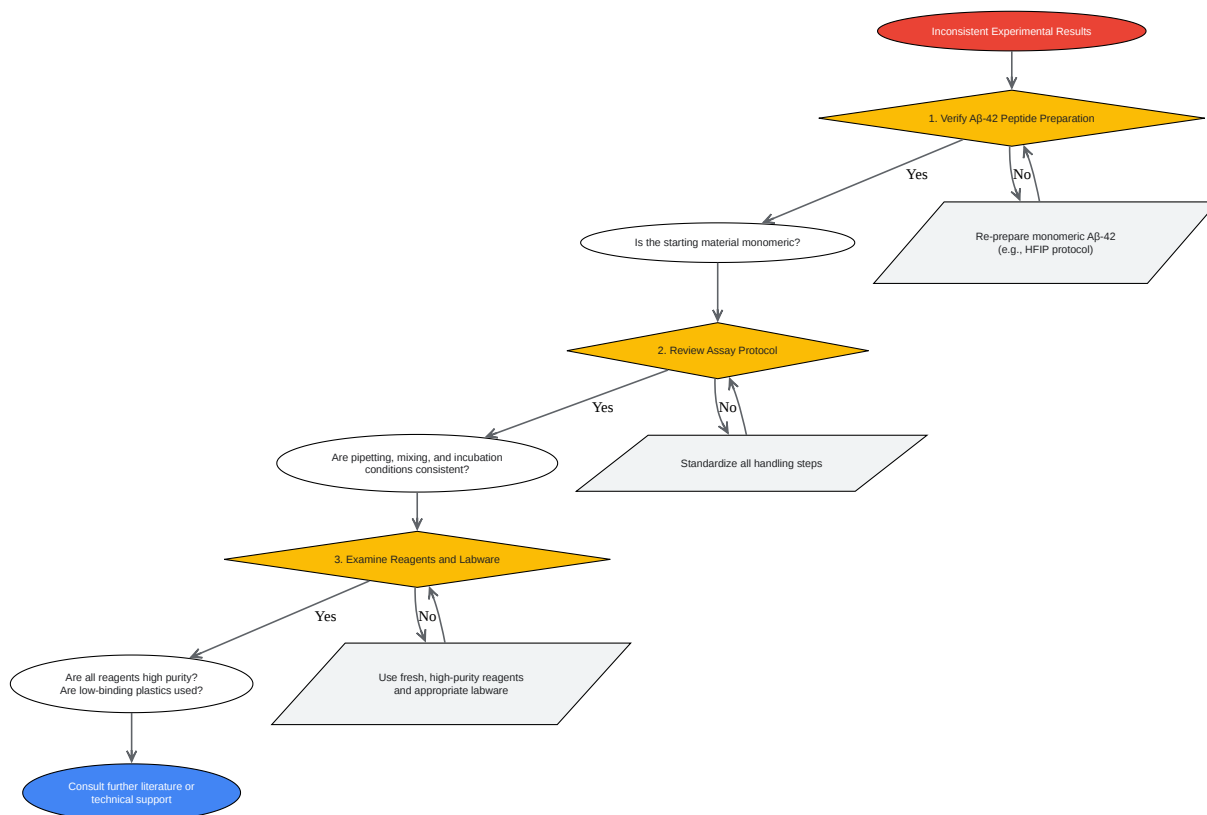 Inconsistent Experimental Results
1. Verify Aβ-42 Peptide Preparation
Yes
No
Is the starting material monomeric?
Re-prepare monomeric Aβ-42
(e.g., HFIP protocol)
2. Review Assay Protocol
Yes
No
Are pipetting, mixing, and incubation
conditions consistent?
Standardize all handling steps
3. Examine Reagents and Labware
Yes
No
Are all reagents high purity?
Are low-binding plastics used?
Use fresh, high-purity reagents
and appropriate labware
Consult further literature or
technical support